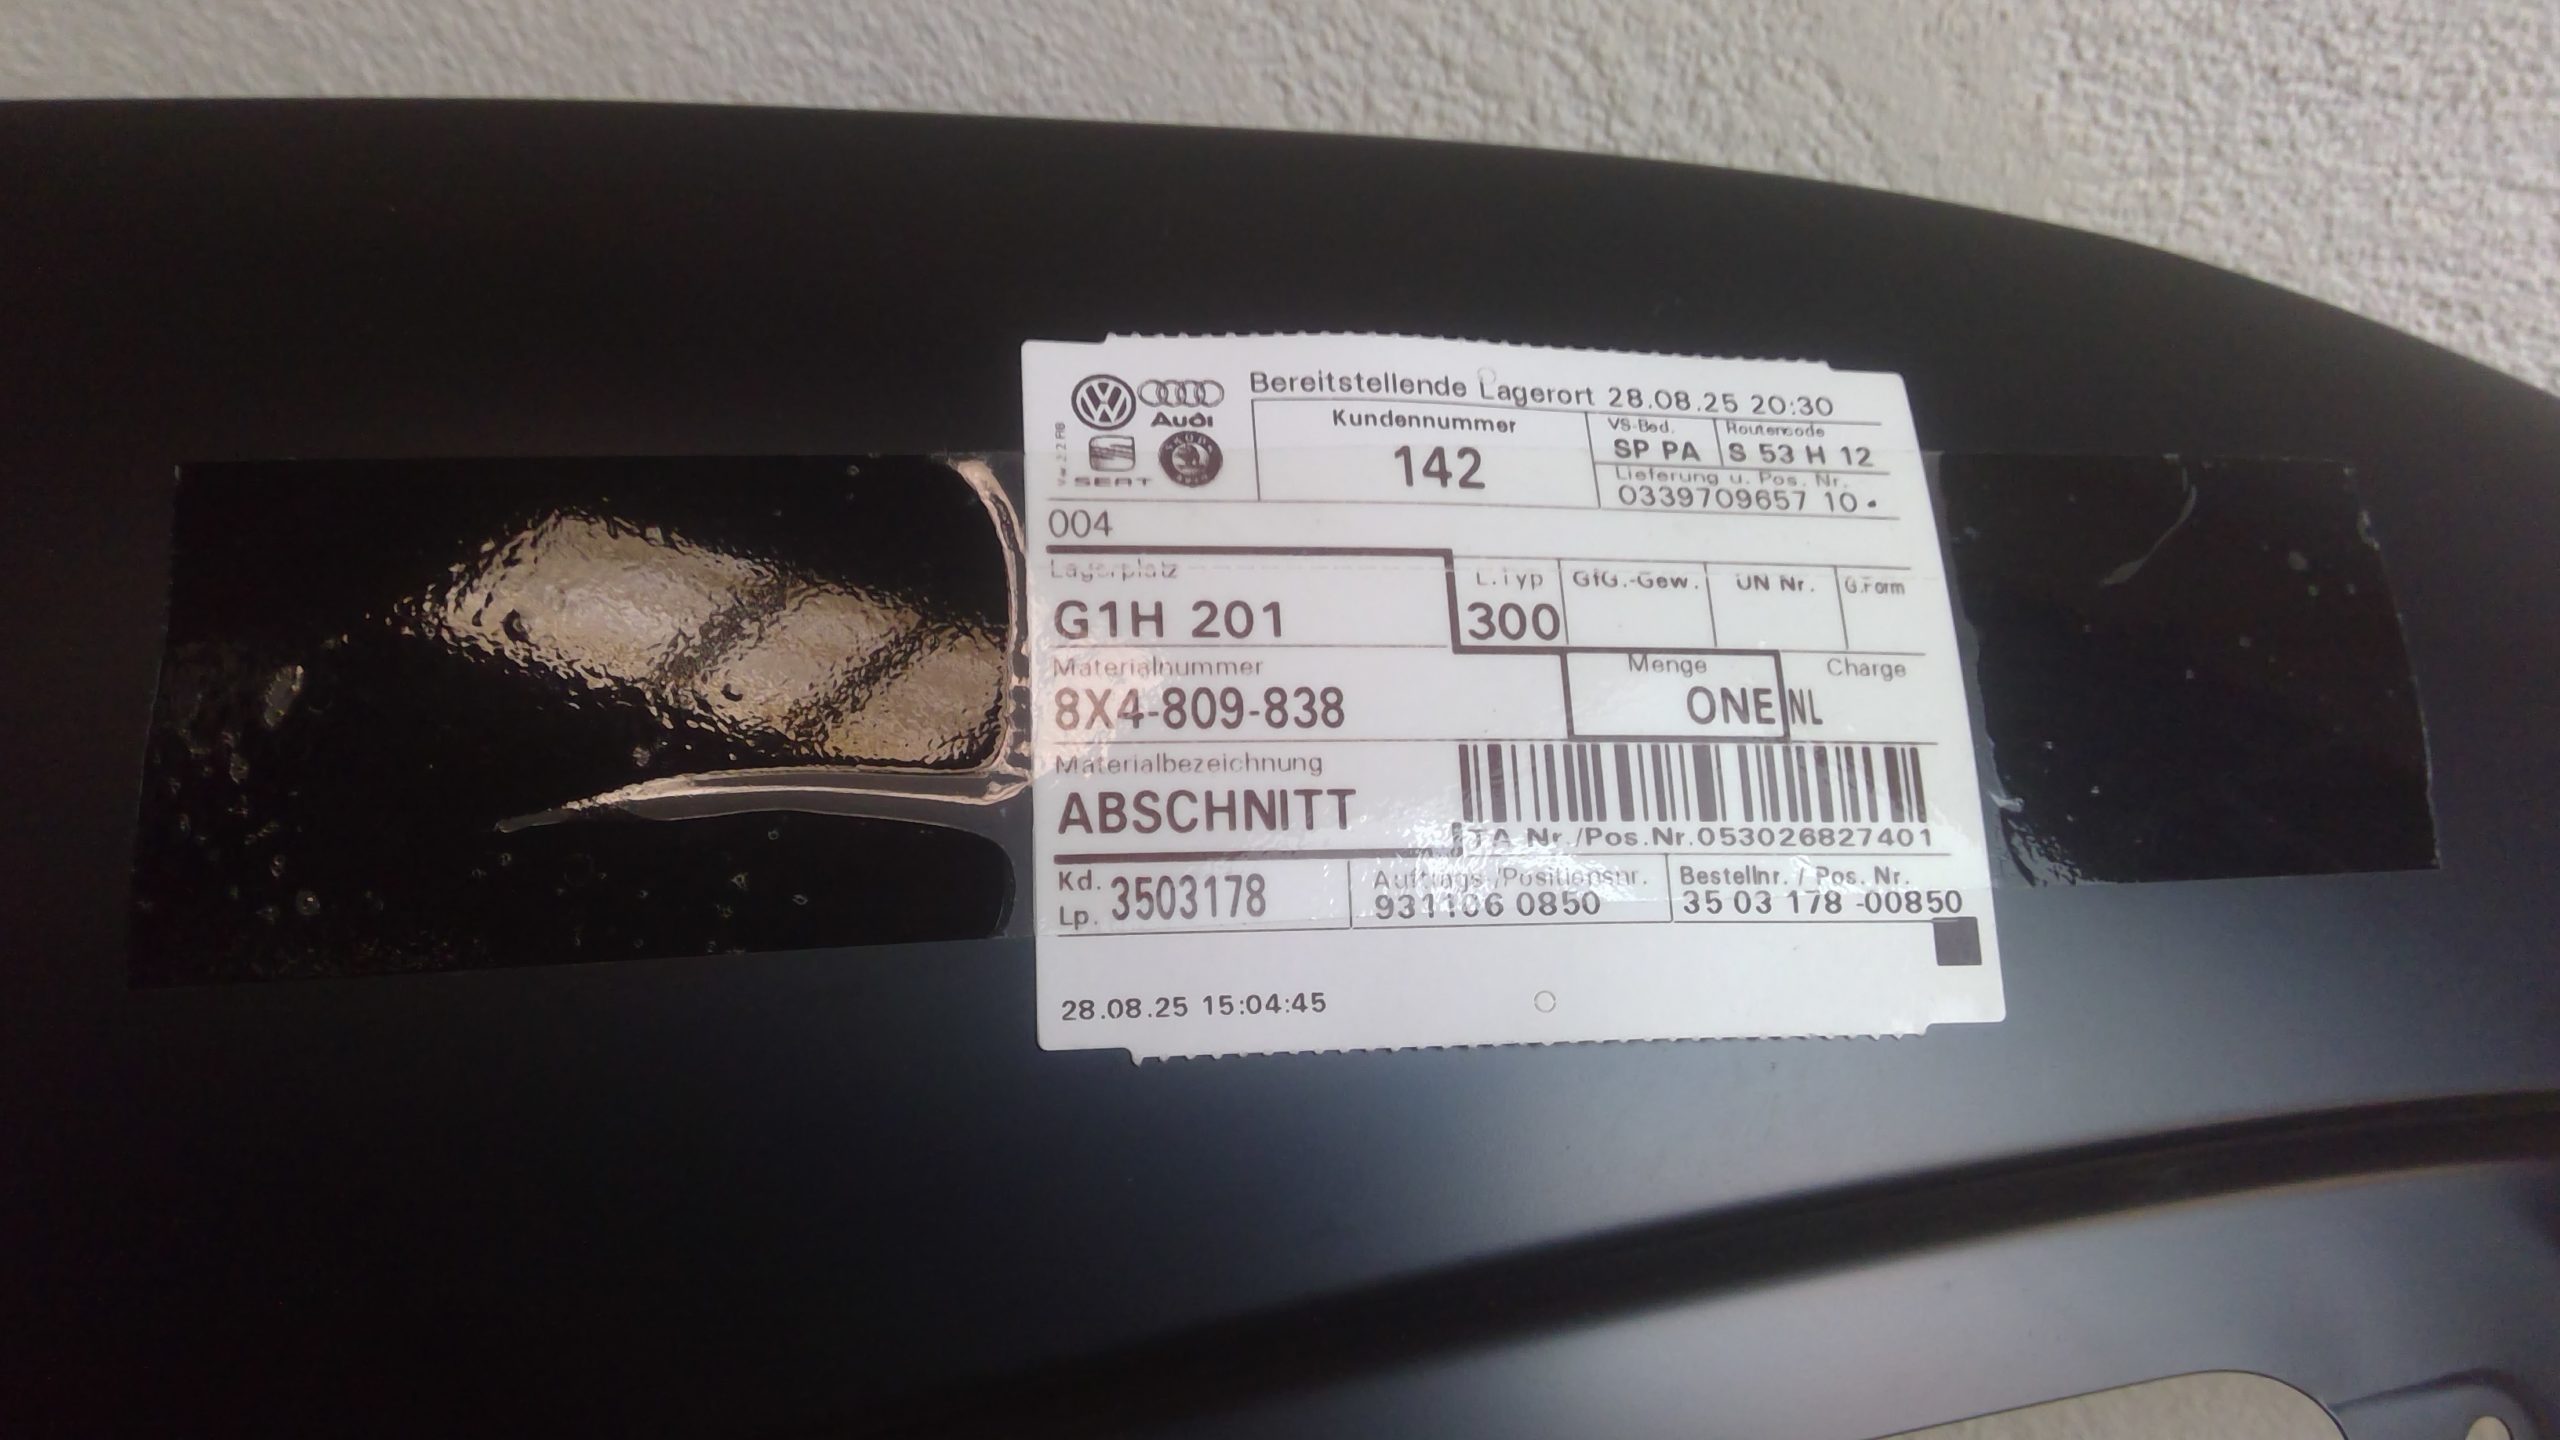 Bereitstellende Lagerort 28.08.25 20:30
Audi
SEAT
Kundennummer
142
VS-Bed.
SP PA
Routencode
S 53 H 12
Lieferung u. Pos. Nr.
0339709657 10
004
Lagerplatz
G1H 201
L.Typ
300
GfG.-Gew.
UN Nr.
G.Form
Materialnummer
8X4-809-838
Menge
ONE
Charge
NL
Materialbezeichnung
ABSCHNITT
TA Nr./Pos.Nr.053026827401
Kd.
Lp. 3503178
Auftrags-/Positionsnr.
9311060850
Bestellnr. / Pos. Nr.
35 03 178 -00850
28.08.25 15:04:45